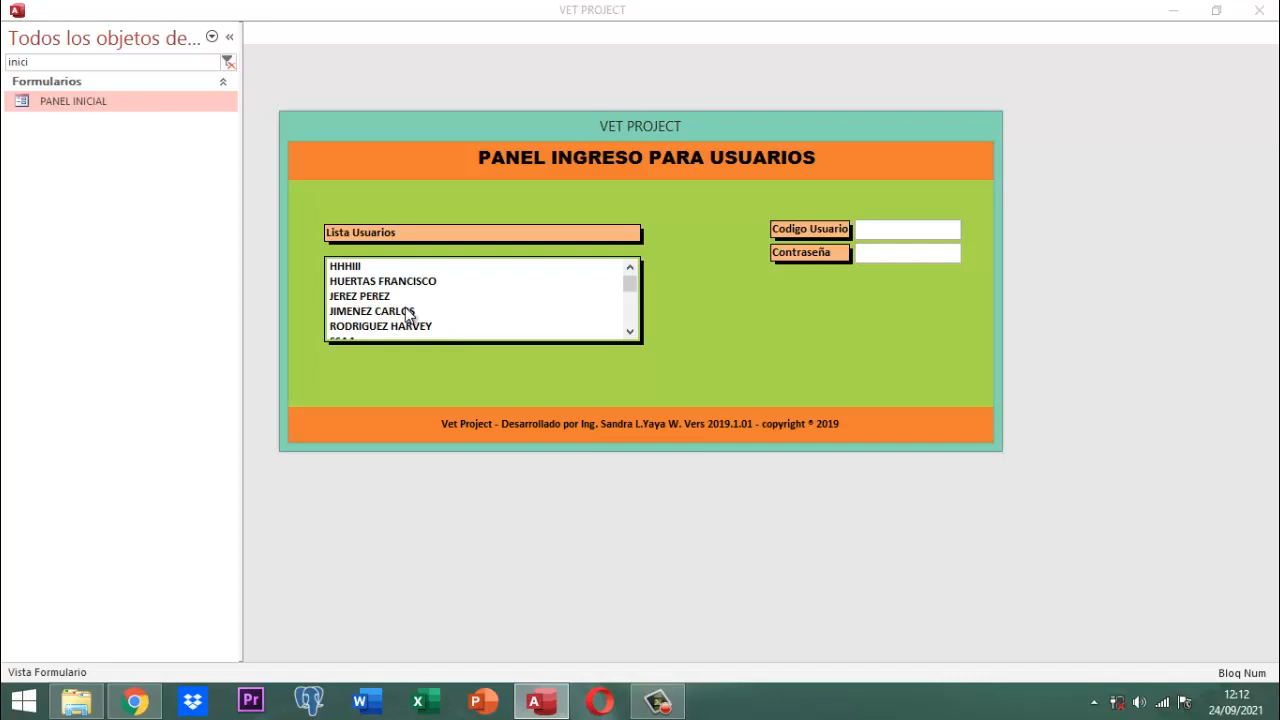 VET PROJECT
Todos los objetos de...
inici
Formularios
PANEL INICIAL
VET PROJECT
PANEL INGRESO PARA USUARIOS
Lista Usuarios
HHHIII
HUERTAS FRANCISCO
JEREZ PEREZ
JIMENEZ CARLOS
RODRIGUEZ HARVEY
Codigo Usuario
Contraseña
Vet Project - Desarrollado por Ing. Sandra L.Yaya W. Vers 2019.1.01 - copyright ® 2019
Vista Formulario
Bloq Num
Pr
W
X
P
A
12:12
24/09/2021